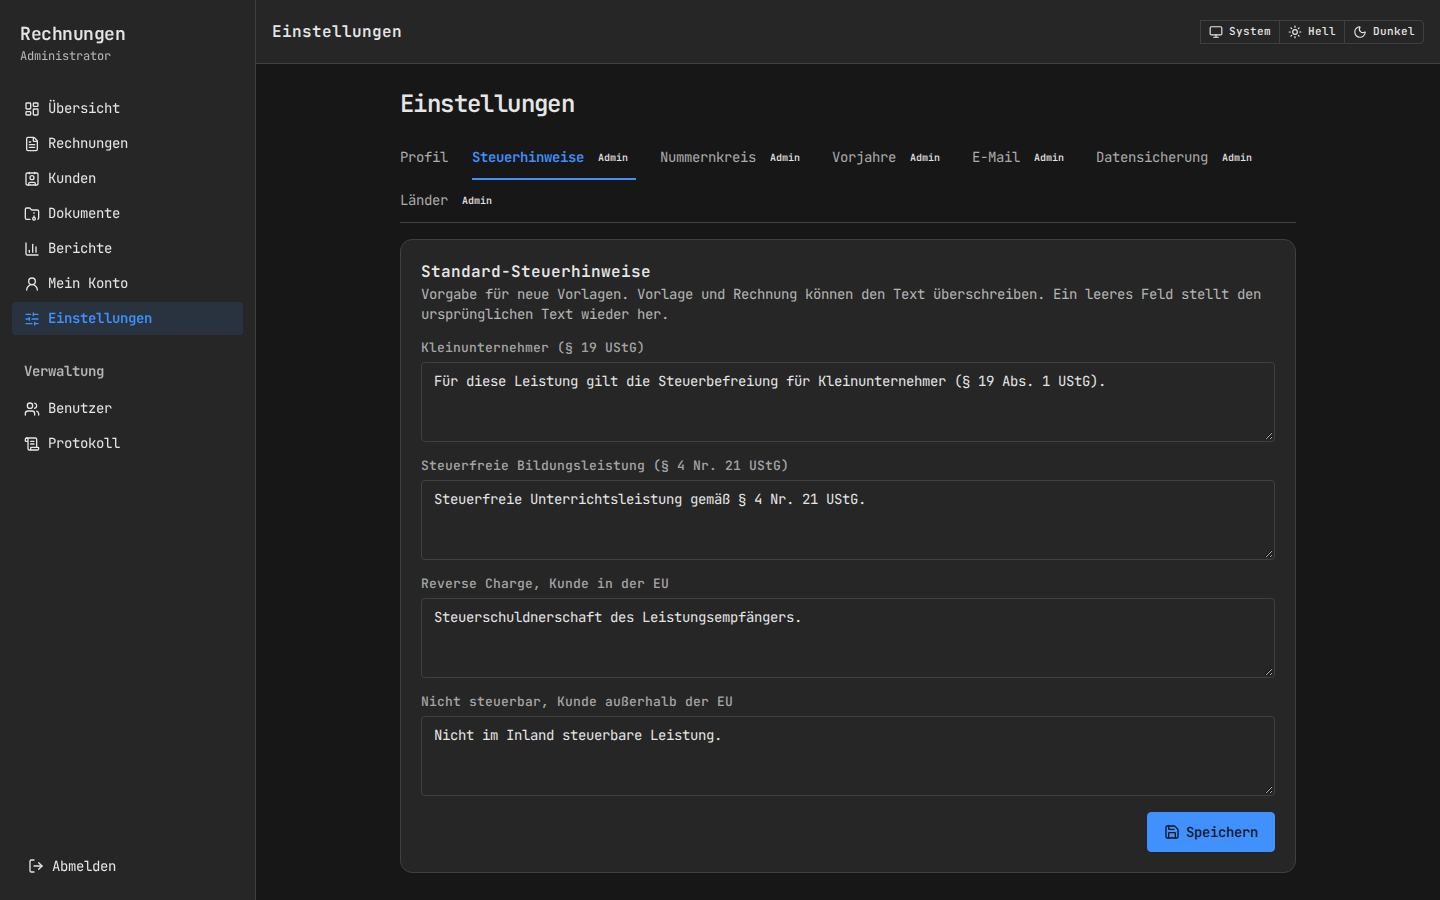 Rechnungen
Administrator
Übersicht
Rechnungen
Kunden
Dokumente
Berichte
Mein Konto
Einstellungen
Verwaltung
Benutzer
Protokoll
Abmelden
Einstellungen
System Hell Dunkel
Einstellungen
Profil Steuerhinweise Admin Nummernkreis Admin Vorjahre Admin E-Mail Admin Datensicherung Admin
Länder Admin
Standard-Steuerhinweise
Vorgabe für neue Vorlagen. Vorlage und Rechnung können den Text überschreiben. Ein leeres Feld stellt den
ursprünglichen Text wieder her.
Kleinunternehmer (§ 19 UStG)
Für diese Leistung gilt die Steuerbefreiung für Kleinunternehmer (§ 19 Abs. 1 UStG).
Steuerfreie Bildungsleistung (§ 4 Nr. 21 UStG)
Steuerfreie Unterrichtsleistung gemäß § 4 Nr. 21 UStG.
Reverse Charge, Kunde in der EU
Steuerschuldnerschaft des Leistungsempfängers.
Nicht steuerbar, Kunde außerhalb der EU
Nicht im Inland steuerbare Leistung.
Speichern